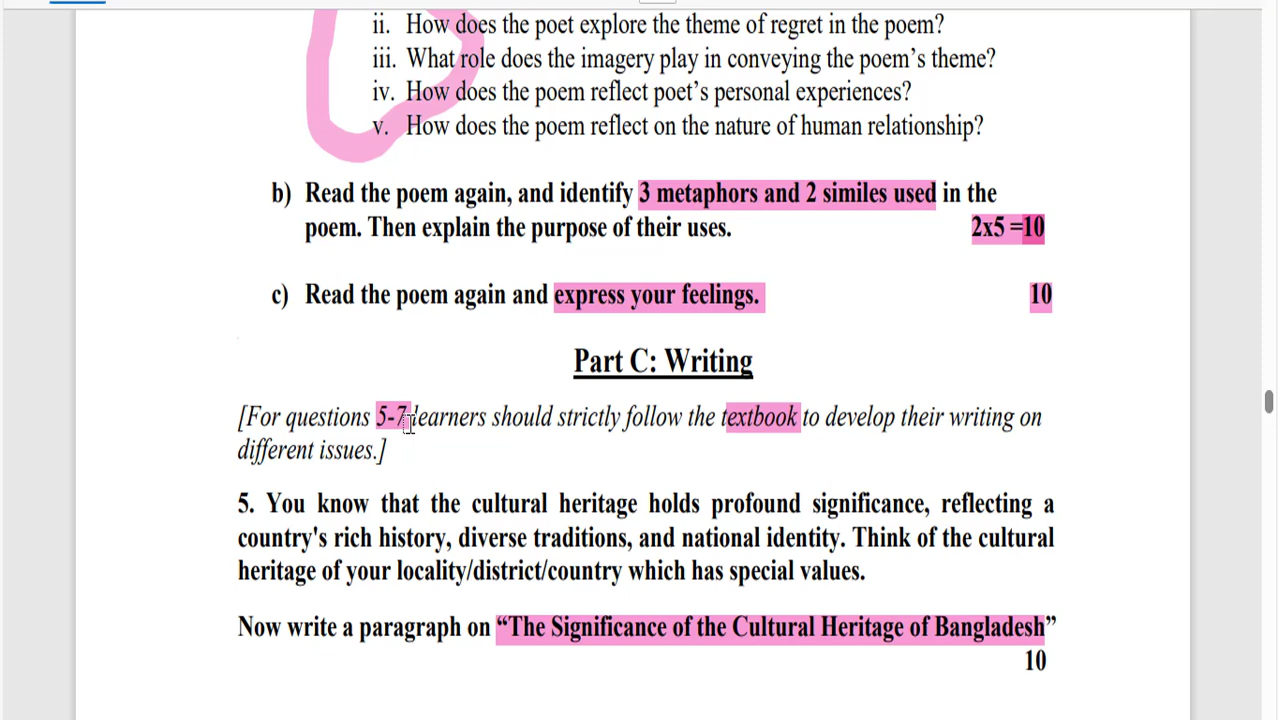 ii. How does the poet explore the theme of regret in the poem?
iii. What role does the imagery play in conveying the poem's theme?
iv. How does the poem reflect poet's personal experiences?
v. How does the poem reflect on the nature of human relationship?
b) Read the poem again, and identify 3 metaphors and 2 similes used in the
poem. Then explain the purpose of their uses. 2x5 =10
c) Read the poem again and express your feelings. 10
Part C: Writing
[For questions 5-7 learners should strictly follow the textbook to develop their writing on
different issues.]
5. You know that the cultural heritage holds profound significance, reflecting a
country's rich history, diverse traditions, and national identity. Think of the cultural
heritage of your locality/district/country which has special values.
Now write a paragraph on “The Significance of the Cultural Heritage of Bangladesh”
10